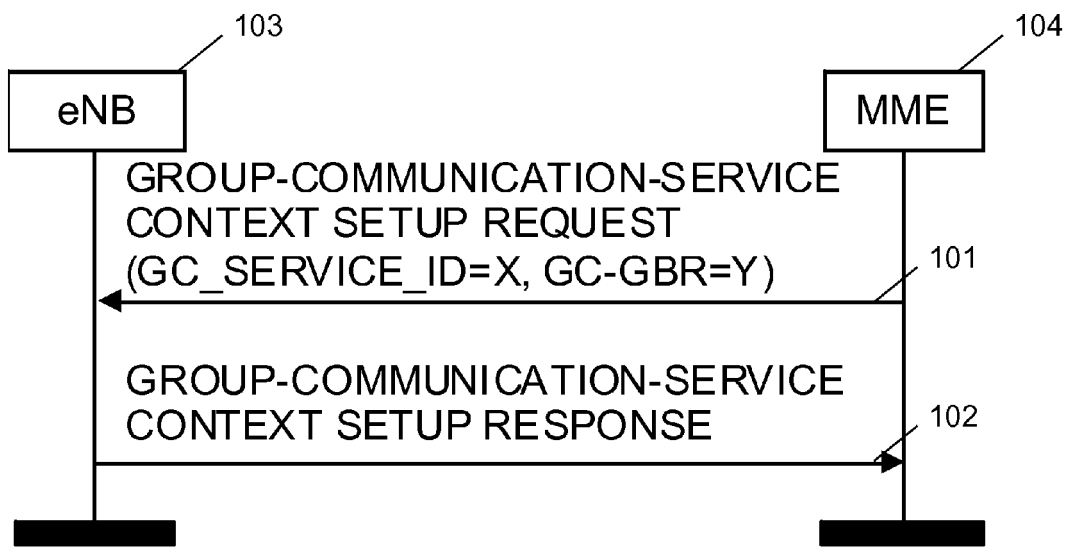 103
104
eNB
MME
GROUP-COMMUNICATION-SERVICE
CONTEXT SETUP REQUEST
(GC_SERVICE_ID=X, GC-GBR=Y)
101
GROUP-COMMUNICATION-SERVICE
CONTEXT SETUP RESPONSE
102